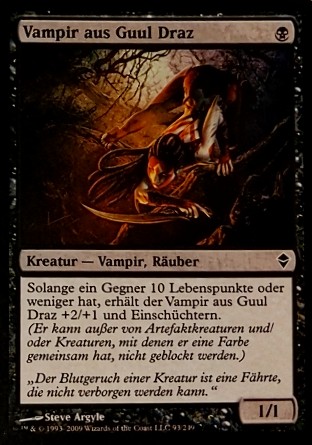 Vampir aus Guul Draz
Kreatur — Vampir, Räuber
Solange ein Gegner 10 Lebenspunkte oder
weniger hat, erhält der Vampir aus Guul
Draz +2/+1 und Einschüchtern.
(Er kann außer von Artefaktkreaturen und/
oder Kreaturen, mit denen er eine Farbe
gemeinsam hat, nicht geblockt werden.)
„Der Blutgeruch einer Kreatur ist eine Fährte,
die nicht verborgen werden kann.“
1/1
Steve Argyle
™ & © 1993–2009 Wizards of the Coast LLC 93/249